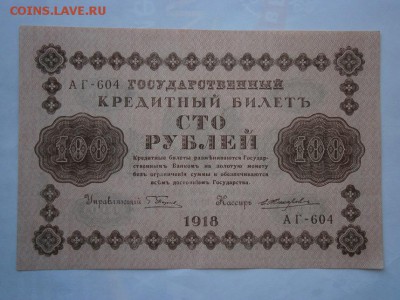 COINS.ЛАВЕ.RU
АГ-604 ГОСУДАРСТВЕННЫЙ
КРЕДИТНЫЙ БИЛЕТЪ
СТО
РУБЛЕЙ
100 100
Кредитные билеты размѣниваются Государ-
ственнымъ Банкомъ на золотую монету
безъ ограниченія суммы и обезпечиваются
всѣмъ достояніемъ Государства.
Управляющій Кассиръ
АГ-604
1918